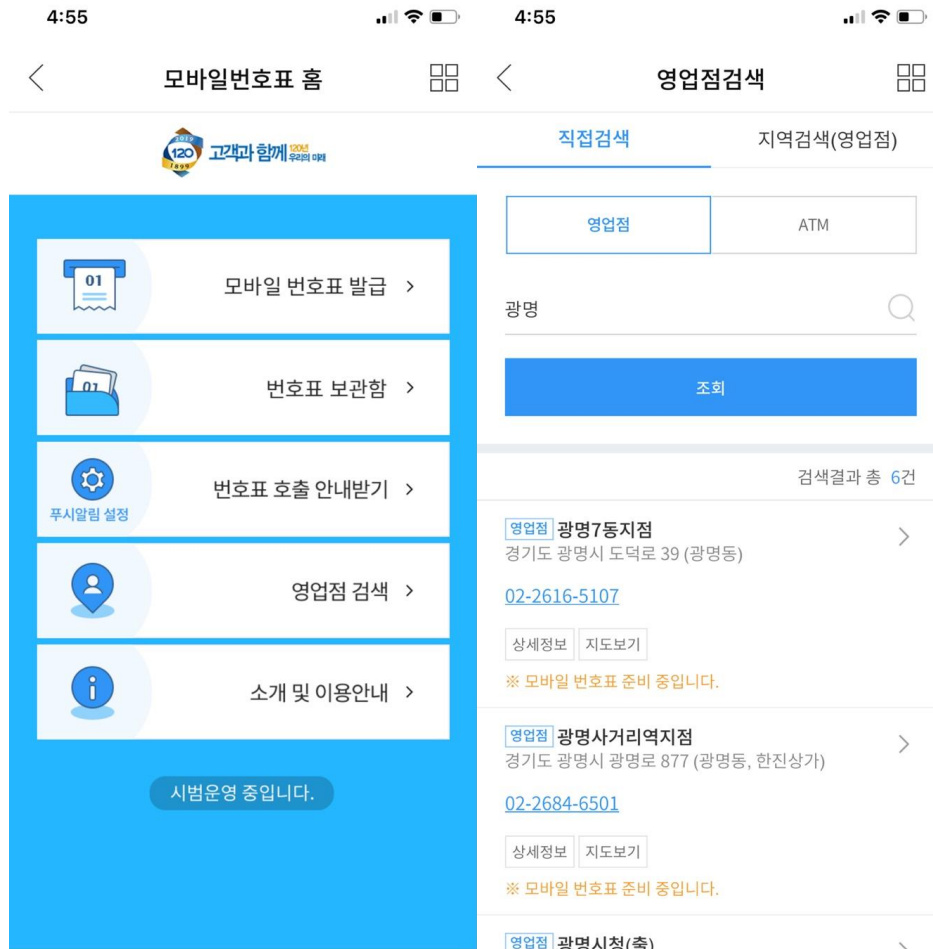 4:55
모바일번호표 홈
2019
120
1899
고객과 함께 120년
우리의 미래
01
모바일 번호표 발급
01
번호표 보관함
번호표 호출 안내받기
푸시알림 설정
영업점 검색
소개 및 이용안내
시범운영 중입니다.
4:55
영업점검색
직접검색 지역검색(영업점)
영업점 ATM
광명
조회
검색결과 총 6건
영업점 광명7동지점
경기도 광명시 도덕로 39 (광명동)
02-2616-5107
상세정보 지도보기
※ 모바일 번호표 준비 중입니다.
영업점 광명사거리역지점
경기도 광명시 광명로 877 (광명동, 한진상가)
02-2684-6501
상세정보 지도보기
※ 모바일 번호표 준비 중입니다.
영업점 광명시청(출)